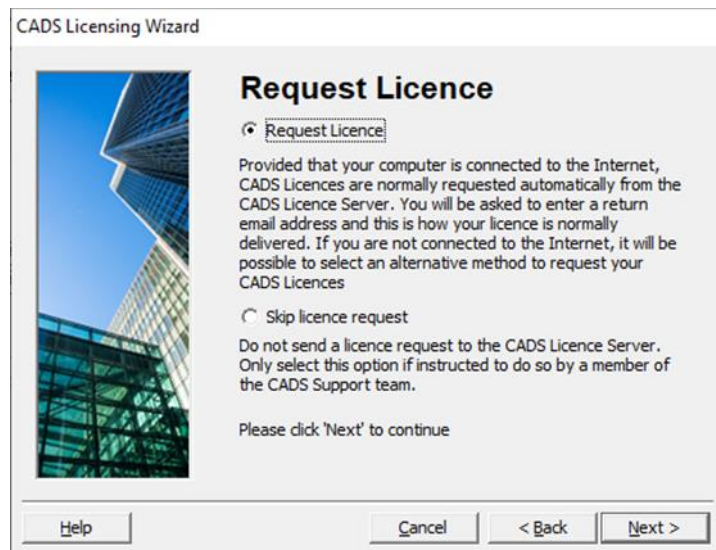 CADS Licensing Wizard
Request Licence
Request Licence
Provided that your computer is connected to the Internet,
CADS Licences are normally requested automatically from the
CADS Licence Server. You will be asked to enter a return
email address and this is how your licence is normally
delivered. If you are not connected to the Internet, it will be
possible to select an alternative method to request your
CADS Licences
Skip licence request
Do not send a licence request to the CADS Licence Server.
Only select this option if instructed to do so by a member of
the CADS Support team.
Please click 'Next' to continue
Help Cancel < Back Next >